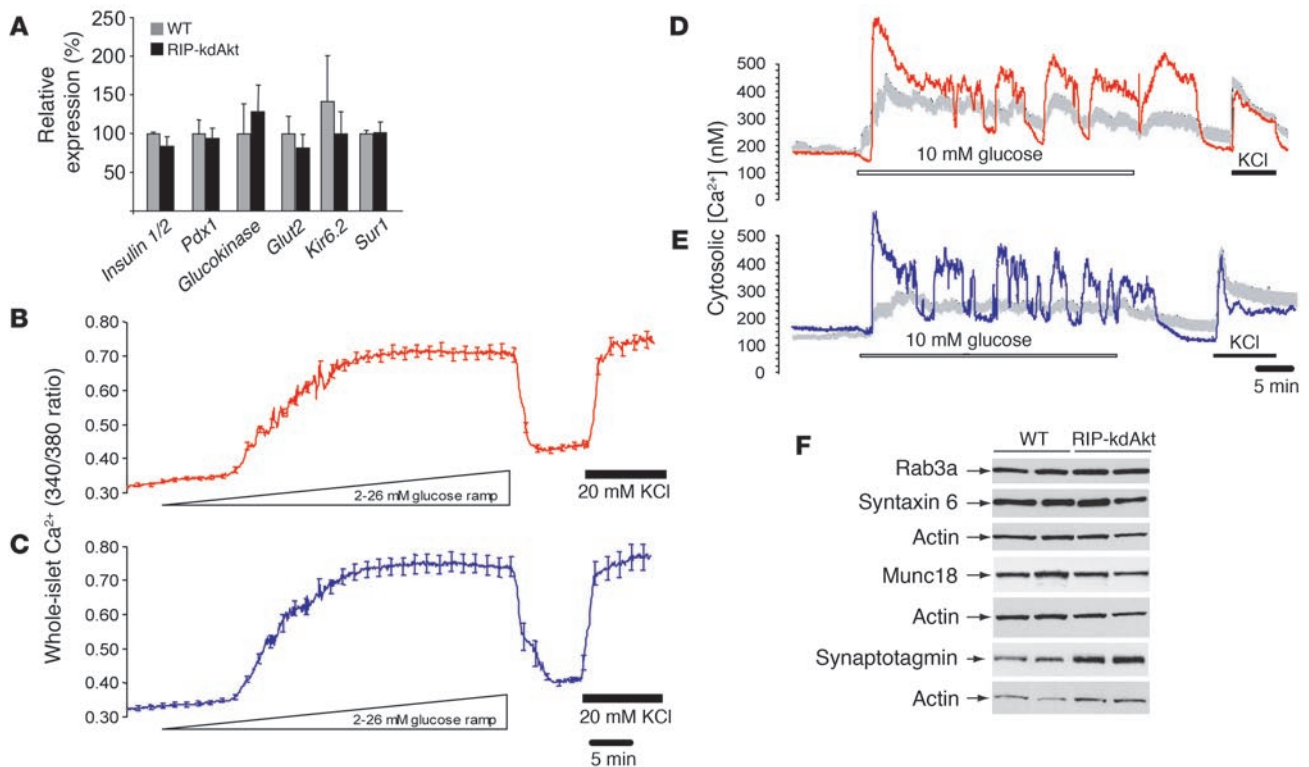 A
Relative
expression (%)
250
200
150
100
50
WT
RIP-kdAkt
Insulin 1/2
Pdx1
Glucokinase
Glut2
Kir6.2
Sur1
B
0.80
0.70
0.60
0.50
0.40
0.30
2-26 mM glucose ramp
20 mM KCl
C
Whole-islet Ca²⁺ (340/380 ratio)
0.80
0.70
0.60
0.50
0.40
0.30
2-26 mM glucose ramp
20 mM KCl
5 min
D
Cytosolic [Ca²⁺] (nM)
500
400
300
200
100
0
10 mM glucose
KCl
E
500
400
300
200
100
0
10 mM glucose
KCl
5 min
F
WT RIP-kdAkt
Rab3a
Syntaxin 6
Actin
Munc18
Actin
Synaptotagmin
Actin